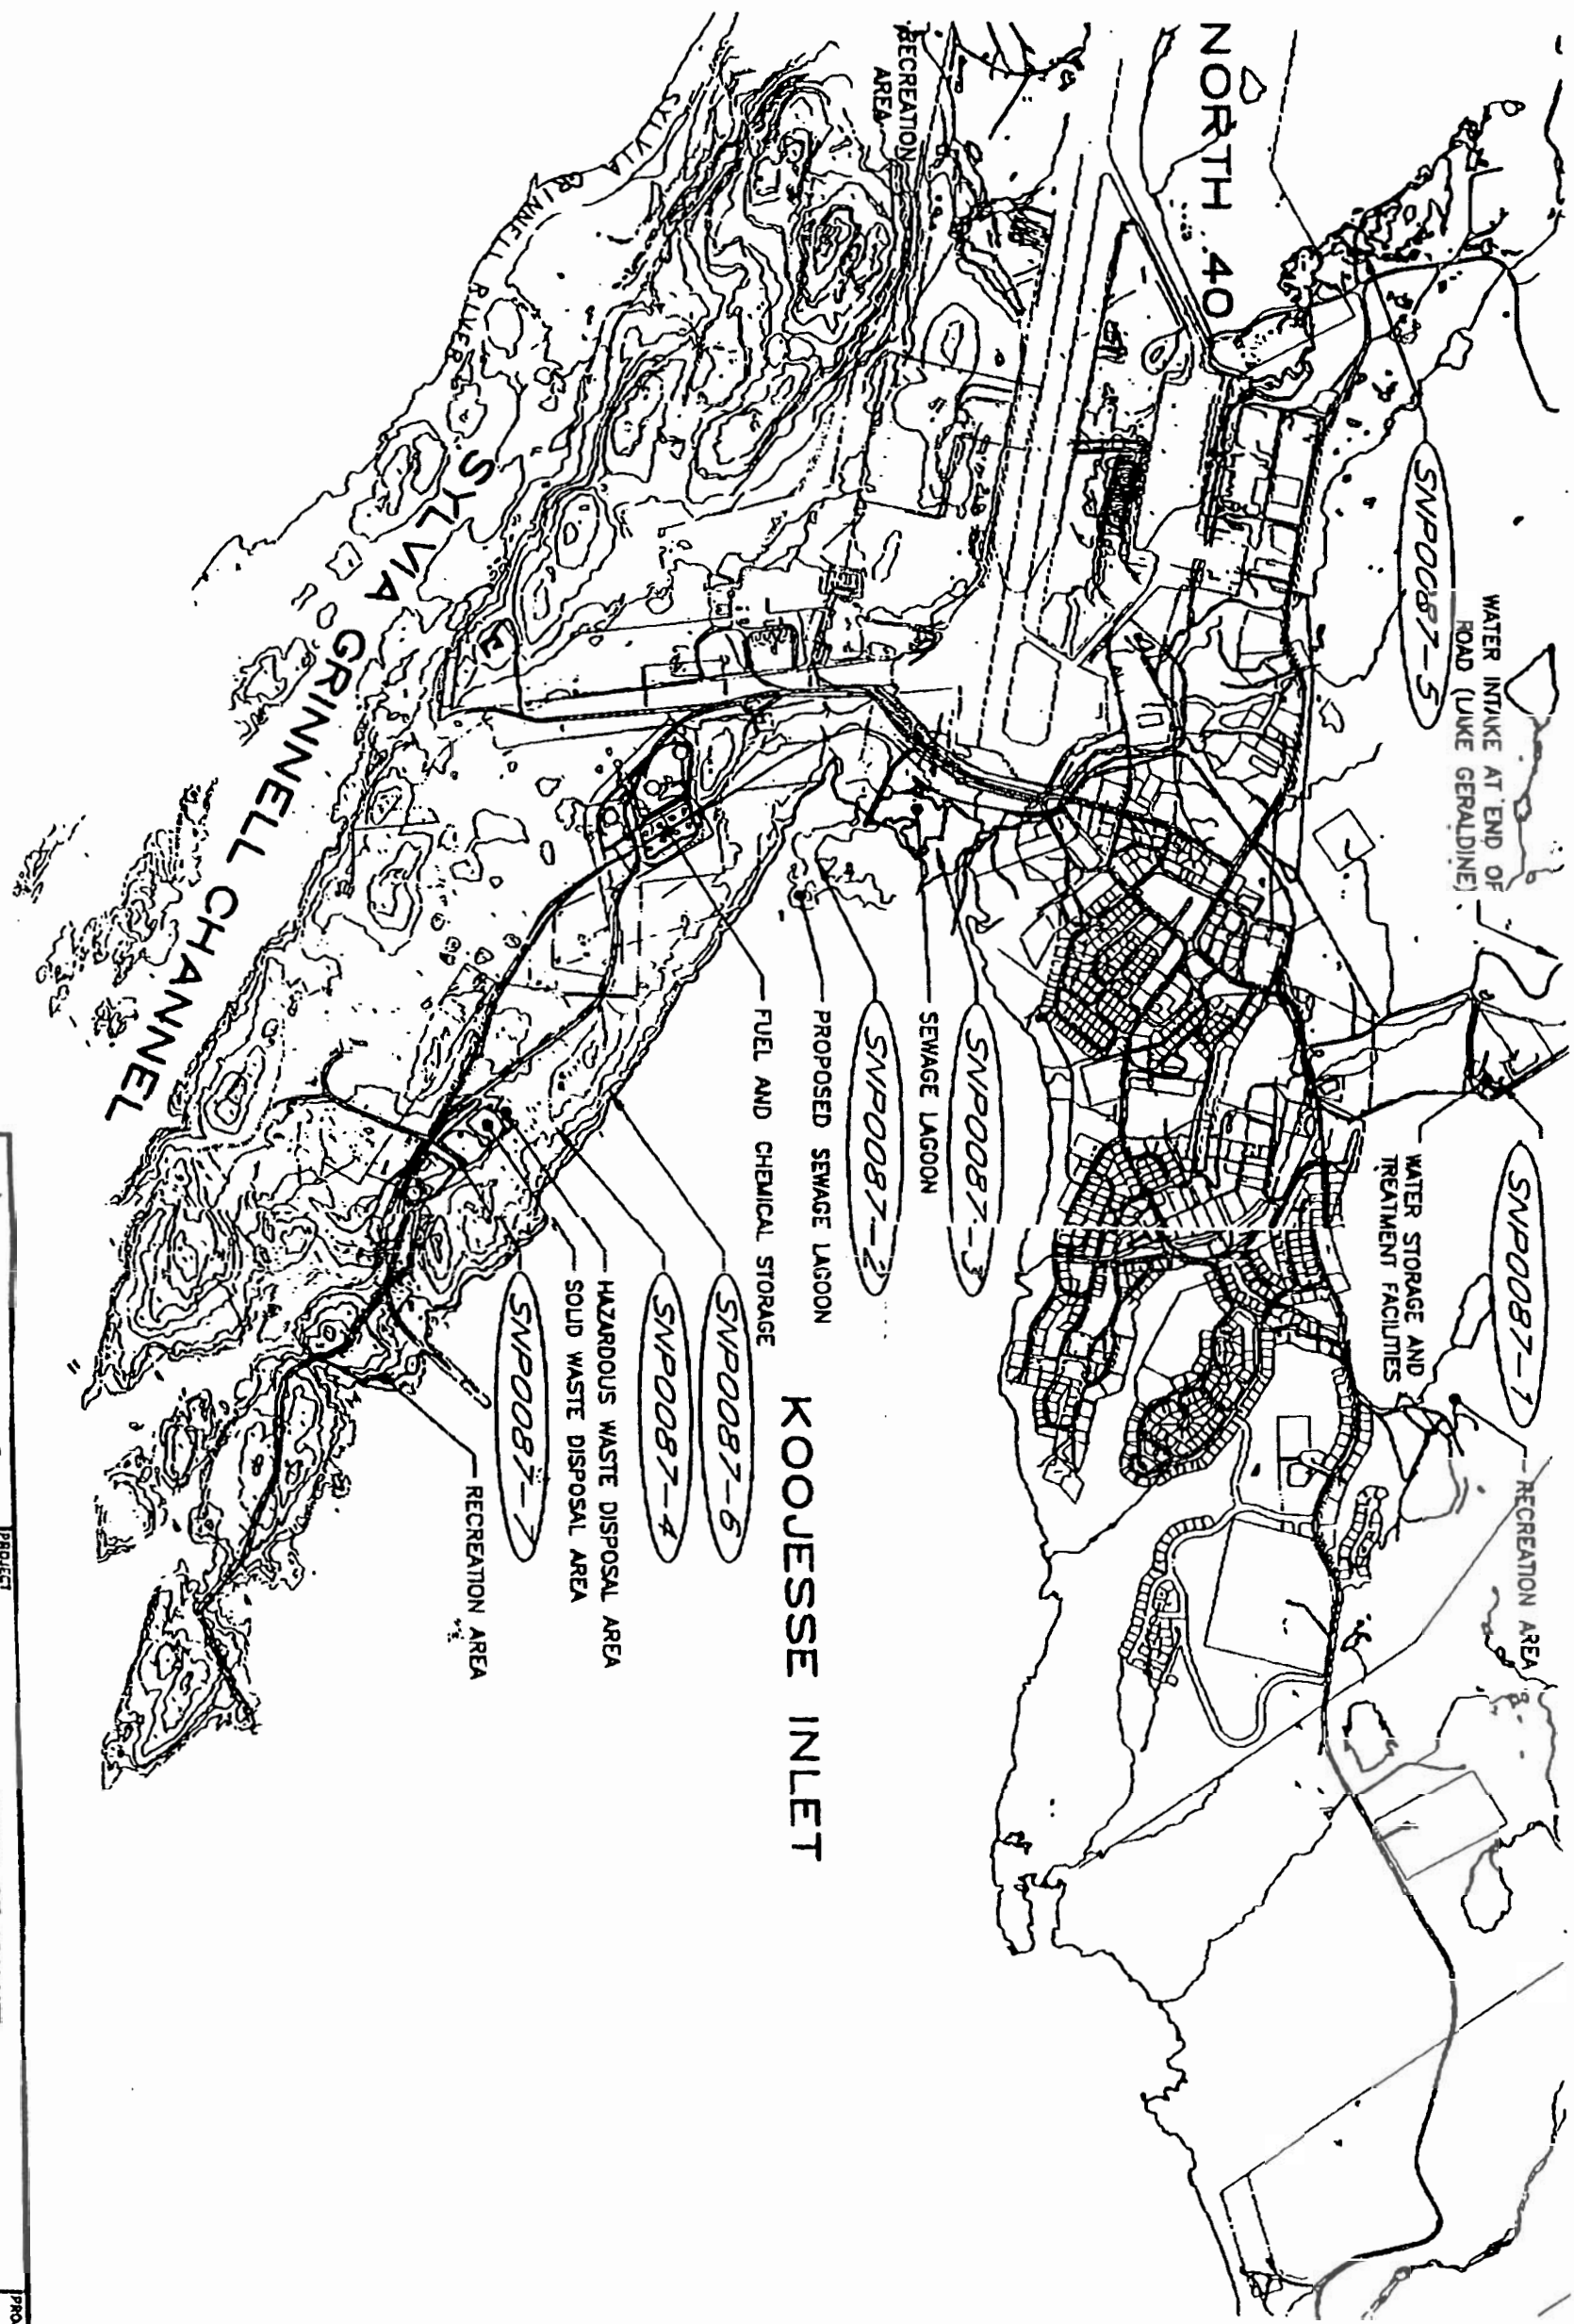 NORTH 40
RECREATION
AREA
SYLVIA GRINNELL RIVER
SYLVIA GRINNELL CHANNEL
SNP0087-5
WATER INTAKE AT END OF
ROAD (LAKE GERALDINE)
SNP0087-1
WATER STORAGE AND
TREATMENT FACILITIES
RECREATION AREA
SNP0087-3
SEWAGE LAGOON
SNP0087-2
PROPOSED SEWAGE LAGOON
FUEL AND CHEMICAL STORAGE
KOOJESSE INLET
SNP0087-6
SNP0087-4
HAZARDOUS WASTE DISPOSAL AREA
SOLID WASTE DISPOSAL AREA
SNP0087-7
RECREATION AREA
PROJECT